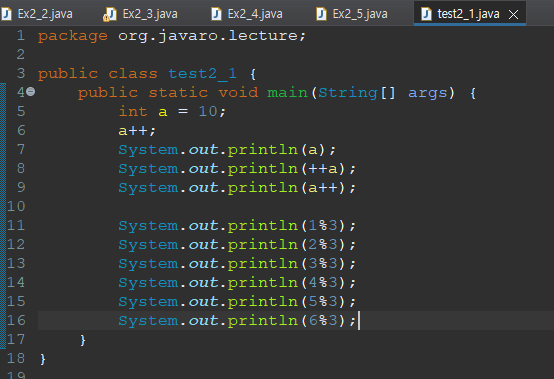 Ex2_2.java Ex2_3.java Ex2_4.java Ex2_5.java test2_1.java
1 package org.javaro.lecture;
2
3 public class test2_1 {
4 public static void main(String[] args) {
5 int a = 10;
6 a++;
7 System.out.println(a);
8 System.out.println(++a);
9 System.out.println(a++);
10
11 System.out.println(1%3);
12 System.out.println(2%3);
13 System.out.println(3%3);
14 System.out.println(4%3);
15 System.out.println(5%3);
16 System.out.println(6%3);
17 }
18 }
19